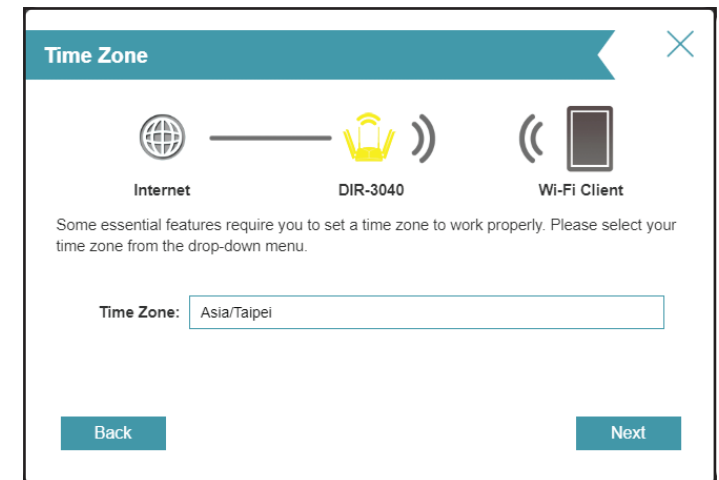 Time Zone
Internet
DIR-3040
Wi-Fi Client
Some essential features require you to set a time zone to work properly. Please select your
time zone from the drop-down menu.
Time Zone: Asia/Taipei
Back
Next